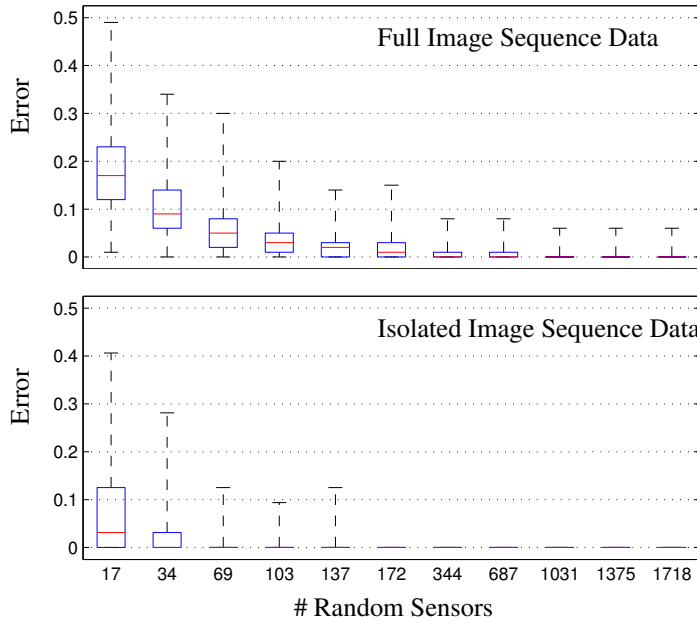 0.5
Full Image Sequence Data
0.4
0.3
Error
0.2
0.1
0
0.5
Isolated Image Sequence Data
0.4
Error
0.3
0.2
0.1
0
17 34 69 103 137 172 344 687 1031 1375 1718
# Random Sensors